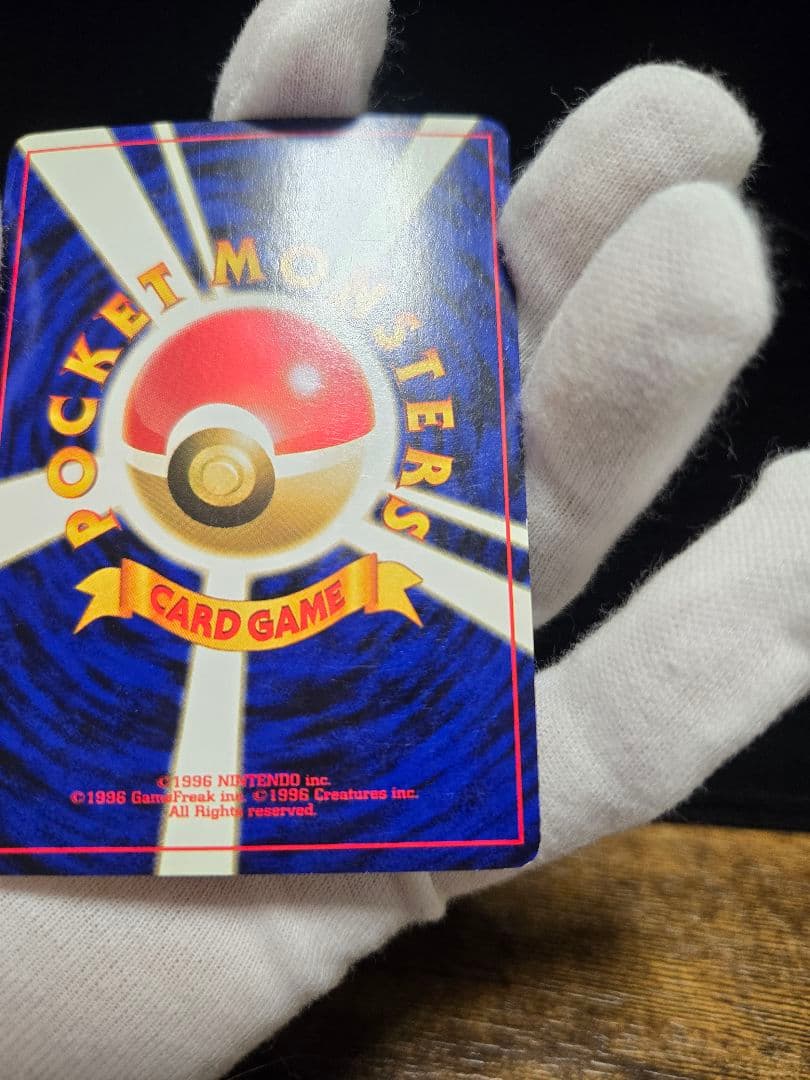 POCKET MONSTERS
CARD GAME
©1996 NINTENDO inc.
©1996 GameFreak inc. ©1996 Creatures inc.
All Rights reserved.